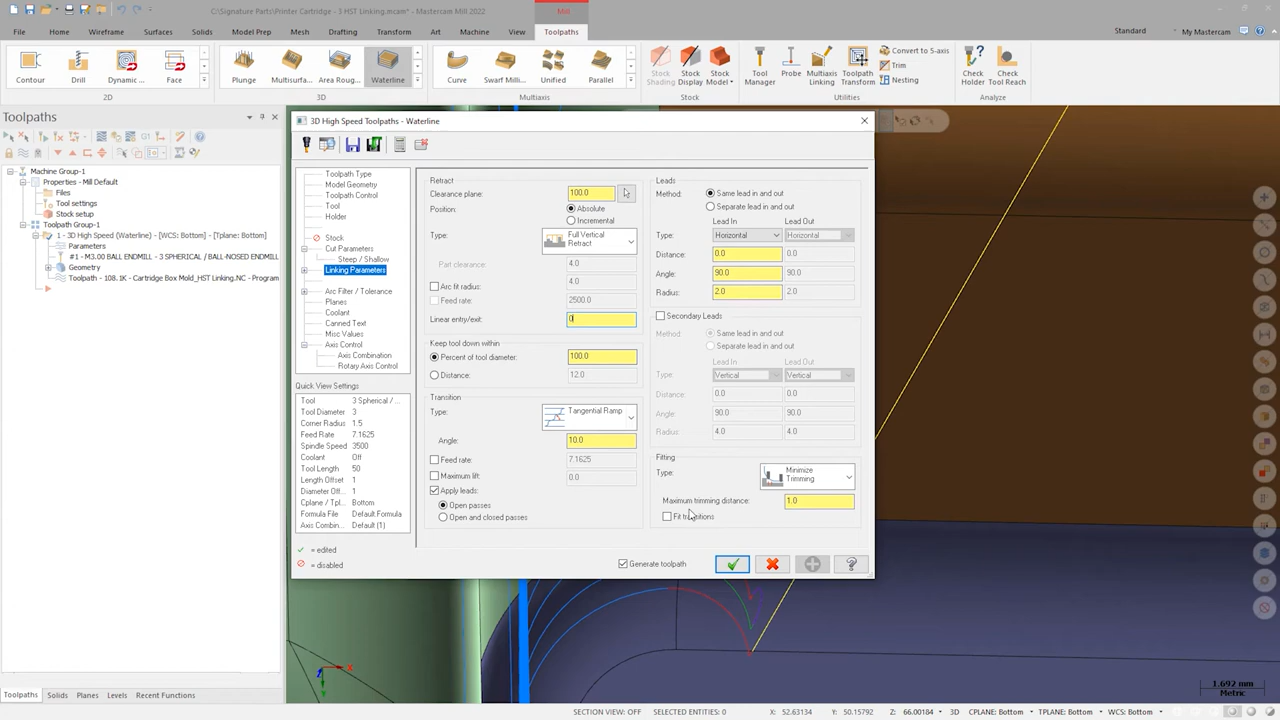 C:\Signature Parts\Printer Cartridge - 3 HST Linking.mcam* - Mastercam Mill 2022
Mill
File Home Wireframe Surfaces Solids Model Prep Mesh Drafting Transform Art Machine View Toolpaths
Standard My Mastercam
Contour Drill Dynamic ... Face Plunge Multisurfa... Area Roug... Waterline Curve Swarf Milli... Unified Parallel
Stock Shading Stock Display Stock Model Tool Manager Probe Multiaxis Linking Toolpath Transform
Convert to 5-axis
Trim
Nesting
Check Holder Check Tool Reach
2D 3D Multiaxis Stock Utilities Analyze
Toolpaths
Machine Group-1
Properties - Mill Default
Files
Tool settings
Stock setup
Toolpath Group-1
1 - 3D High Speed (Waterline) - [WCS: Bottom] - [Tplane: Bottom]
Parameters
#1 - M3.00 BALL ENDMILL - 3 SPHERICAL / BALL-NOSED ENDMILL
Geometry
Toolpath - 108.1K - Cartridge Box Mold_HST Linking.NC - Program
3D High Speed Toolpaths - Waterline
Toolpath Type
Model Geometry
Toolpath Control
Tool
Holder
Stock
Cut Parameters
Steep / Shallow
Linking Parameters
Arc Filter / Tolerance
Planes
Coolant
Canned Text
Misc Values
Axis Control
Axis Combination
Rotary Axis Control
Quick View Settings
Tool 3 Spherical / ...
Tool Diameter 3
Corner Radius 1.5
Feed Rate 7.1625
Spindle Speed 3500
Coolant Off
Tool Length 50
Length Offset 1
Diameter Off... 1
Cplane / Tpl... Bottom
Formula File Default Formula
Axis Combin... Default (1)
= edited
= disabled
Retract
Clearance plane: 100.0
Position: Absolute
Incremental
Type: Full Vertical Retract
Part clearance: 4.0
4.0
Arc fit radius:
Feed rate: 2500.0
Linear entry/exit: 0
Keep tool down within
Percent of tool diameter: 100.0
Distance: 12.0
Transition
Type: Tangential Ramp
Angle: 10.0
Feed rate: 7.1625
Maximum lift: 0.0
Apply leads:
Open passes
Open and closed passes
Leads
Method: Same lead in and out
Separate lead in and out
Lead In Lead Out
Type: Horizontal Horizontal
Distance: 0.0 0.0
Angle: 90.0 90.0
Radius: 2.0 2.0
Secondary Leads
Method Same lead in and out
Separate lead in and out
Lead In Lead Out
Type: Vertical Vertical
Distance: 0.0 0.0
Angle: 90.0 90.0
Radius: 4.0 4.0
Fitting
Type: Minimize Trimming
Maximum trimming distance: 1.0
Fit transitions
Generate toolpath
X
Z
1.692 mm
Metric
Toolpaths Solids Planes Levels Recent Functions
SECTION VIEW: OFF SELECTED ENTITIES: 0 X: 52.63134 Y: 50.15792 Z: 66.00184 3D CPLANE: Bottom TPLANE: Bottom WCS: Bottom